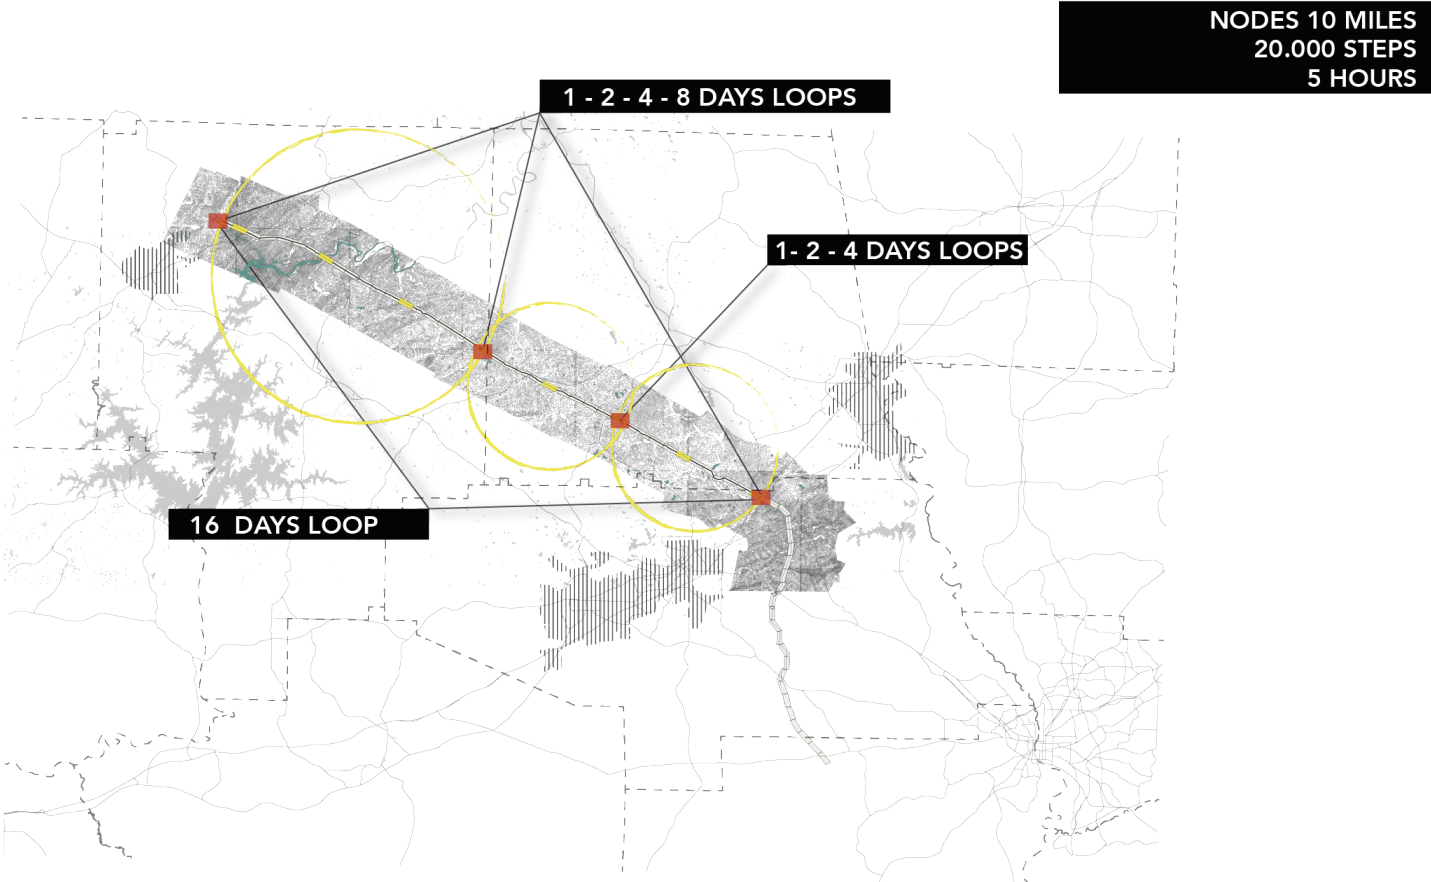 NODES 10 MILES
20.000 STEPS
5 HOURS
1 - 2 - 4 - 8 DAYS LOOPS
1- 2 - 4 DAYS LOOPS
16 DAYS LOOP